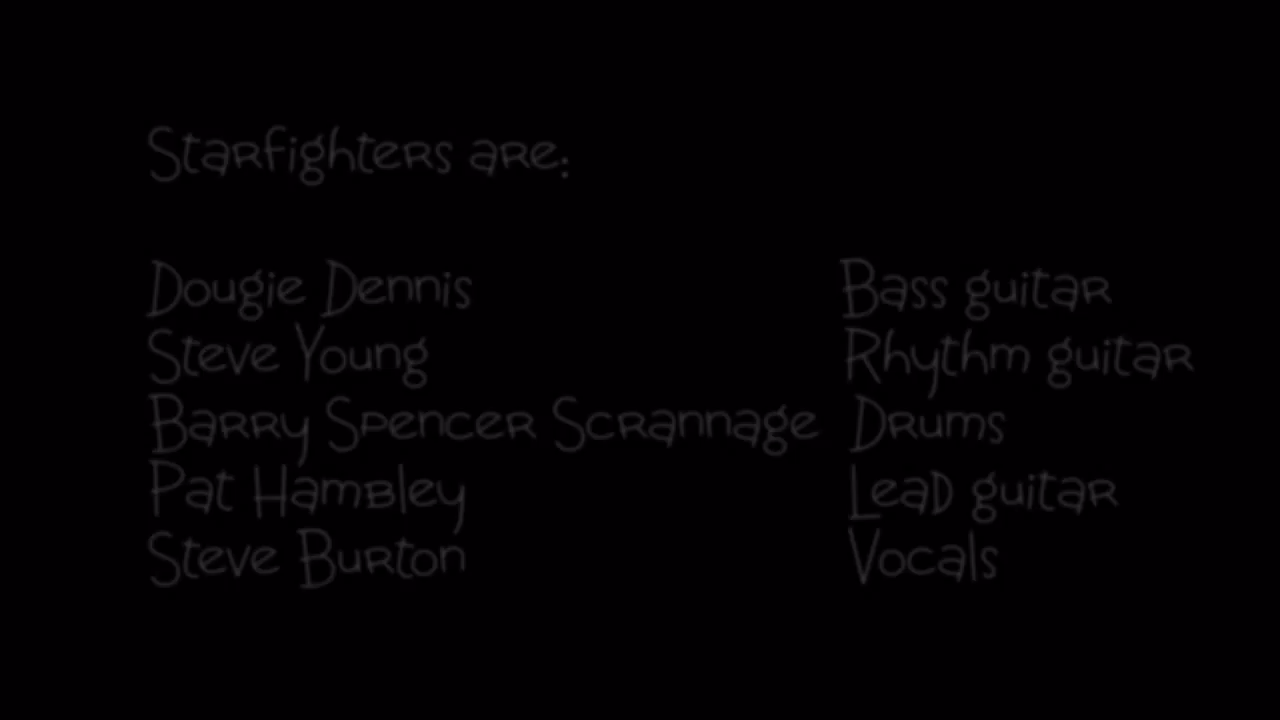 Starfighters are:
Dougie Dennis Bass guitar
Steve Young Rhythm guitar
Barry Spencer Scrannage Drums
Pat Hambley Lead guitar
Steve Burton Vocals